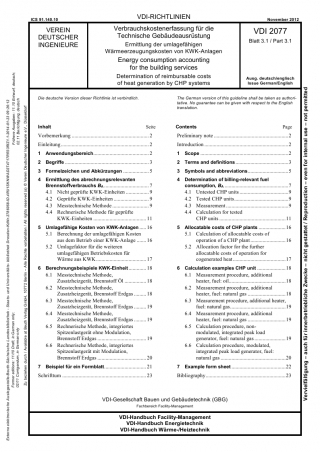 ICS 91.140.10
VDI-RICHTLINIEN
November 2012
VEREIN
DEUTSCHER
INGENIEURE
Verbrauchskostenerfassung für die
Technische Gebäudeausrüstung
Ermittlung der umlagefähigen
Wärmeerzeugungskosten von KWK-Anlagen
Energy consumption accounting
for the building services
Determination of reimbursable costs
of heat generation by CHP systems
VDI 2077
Blatt 3.1 / Part 3.1
Ausg. deutsch/englisch
Issue German/English
Die deutsche Version dieser Richtlinie ist verbindlich.
The German version of this guideline shall be taken as authoritative. No guarantee can be given with respect to the English translation.
Inhalt Seite
Vorbemerkung 2
Einleitung 2
1 Anwendungsbereich 2
2 Begriffe 3
3 Formelzeichen und Abkürzungen 5
4 Ermittlung des abrechnungsrelevanten
Brennstoffverbrauchs 7
4.1 Nicht geprüfte KWK-Einheiten 9
4.2 Geprüfte KWK-Einheiten 9
4.3 Messtechnische Methode 9
4.4 Rechnerische Methode für geprüfte
KWK-Einheiten 11
5 Umlagefähige Kosten von KWK-Anlagen 16
5.1 Berechnung der umlagefähigen Kosten
aus dem Betrieb einer KWK-Anlage 16
5.2 Umlagefaktor für die weiteren
umlagefähigen Betriebskosten für
Wärme aus KWK 17
6 Berechnungsbeispiele KWK-Einheit 18
6.1 Messtechnische Methode,
Zusatzheizgerät, Brennstoff Öl 18
6.2 Messtechnische Methode,
Zusatzheizgerät, Brennstoff Erdgas 19
6.3 Messtechnische Methode,
Zusatzheizgerät, Brennstoff Erdgas 19
6.4 Messtechnische Methode,
Zusatzheizgerät, Brennstoff Erdgas 19
6.5 Rechnerische Methode, integriertes
Spitzenlastgerät ohne Modulation,
Brennstoff Erdgas 19
6.6 Rechnerische Methode, integriertes
Spitzenlastgerät mit Modulation,
Brennstoff Erdgas 20
7 Beispiel für ein Formblatt 21
Schrifttum 23
Contents Page
Preliminary note 2
Introduction 2
1 Scope 2
2 Terms and definitions 3
3 Symbols and abbreviations 5
4 Determination of billing-relevant fuel
consumption, 7
4.1 Untested CHP units 9
4.2 Tested CHP units 9
4.3 Measurement 9
4.4 Calculation for tested
CHP units 11
5 Allocatable costs of CHP plants 16
5.1 Calculation of allocatable costs of
operation of a CHP plant 16
5.2 Allocation factor for the further
allocatable costs of operation for
cogenerated heat 17
6 Calculation examples CHP unit 18
6.1 Measurement procedure, additional
heater, fuel: oil 18
6.2 Measurement procedure, additional
heater, fuel: natural gas 19
6.3 Measurement procedure, additional heater,
fuel: natural gas 19
6.4 Measurement procedure, additional
heater, fuel: natural gas 19
6.5 Calculation procedure, non-
modulated, integrated peak load
generator, fuel: natural gas 19
6.6 Calculation procedure, modulated,
integrated peak load generator, fuel:
natural gas 20
7 Example form sheet 22
Bibliography 23
VDI-Gesellschaft Bauen und Gebäudetechnik (GBG)
Fachbereich Facility-Management
VDI-Handbuch Facility-Management
VDI-Handbuch Energietechnik
VDI-Handbuch Wärme-/Heiztechnik
Vervielfältigung – auch für innerbetriebliche Zwecke – nicht gestattet / Reproduction – even for internal use – not permitted